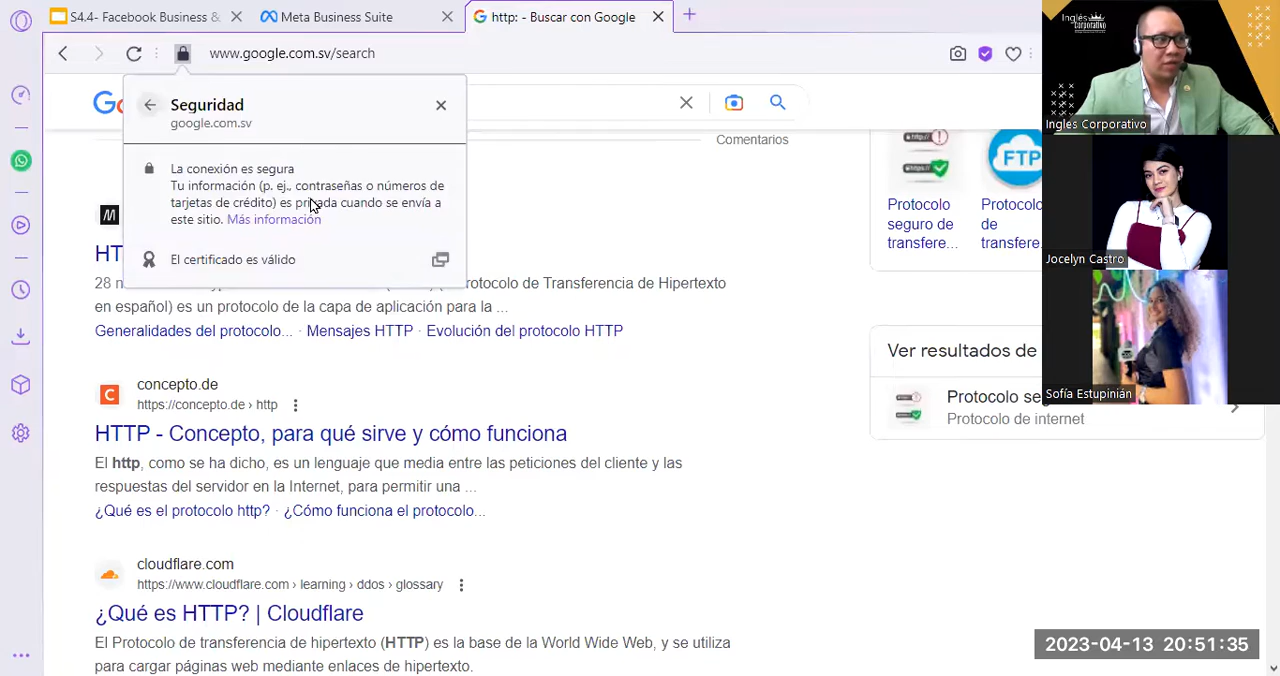 S4.4- Facebook Business &
Meta Business Suite
http: - Buscar con Google
www.google.com.sv/search
Seguridad
google.com.sv
La conexión es segura
Tu información (p. ej., contraseñas o números de
tarjetas de crédito) es privada cuando se envía a
este sitio. Más información
El certificado es válido
Comentarios
HT
28
rotocolo de Transferencia de Hipertexto
en español) es un protocolo de la capa de aplicación para la ...
Generalidades del protocolo... · Mensajes HTTP · Evolución del protocolo HTTP
concepto.de
https://concepto.de › http
HTTP - Concepto, para qué sirve y cómo funciona
El http, como se ha dicho, es un lenguaje que media entre las peticiones del cliente y las
respuestas del servidor en la Internet, para permitir una ...
¿Qué es el protocolo http? · ¿Cómo funciona el protocolo...
cloudflare.com
https://www.cloudflare.com › learning › ddos › glossary
¿Qué es HTTP? | Cloudflare
El Protocolo de transferencia de hipertexto (HTTP) es la base de la World Wide Web, y se utiliza
para cargar páginas web mediante enlaces de hipertexto.
FTP
Protocolo
seguro de
transfere...
Protocolo
de
transfere
Ver resultados de
Protocolo se
Protocolo de internet
Inglés
Corporativo
Inglés Corporativo
Jocelyn Castro
Sofía Estupinián
2023-04-13 20:51:35